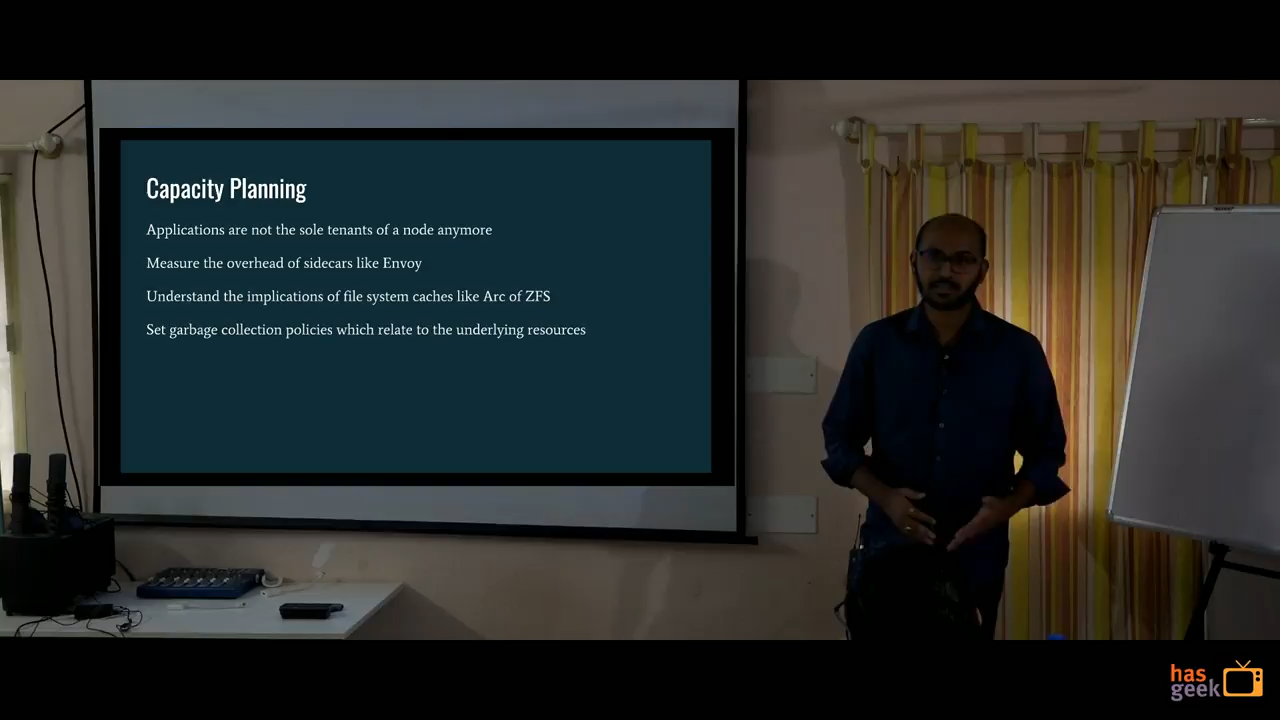 Capacity Planning
Applications are not the sole tenants of a node anymore
Measure the overhead of sidecars like Envoy
Understand the implications of file system caches like Arc of ZFS
Set garbage collection policies which relate to the underlying resources
has
geek